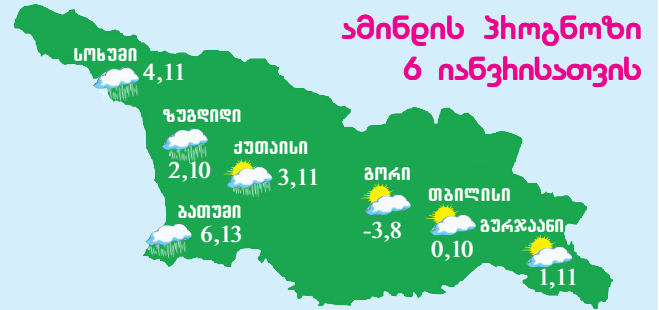 ამინდის პროგნოზი
6 იანვრისათვის
სოხუმი
4,11
ზუგდიდი
2,10
ქუთაისი
3,11
გორი
-3,8
თბილისი
0,10
გურჯაანი
1,11
ბათუმი
6,13